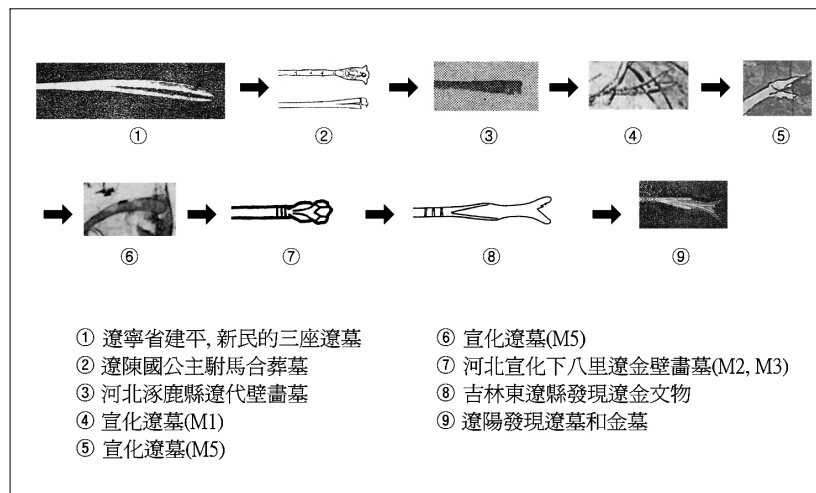 ①
②
③
④
⑤
⑥
⑦
⑧
⑨
① 遼寧省建平, 新民的三座遼墓
② 遼陳國公主駙馬合葬墓
③ 河北涿鹿縣遼代壁畵墓
④ 宣化遼墓(M1)
⑤ 宣化遼墓(M5)
⑥ 宣化遼墓(M5)
⑦ 河北宣化下八里遼金壁畵墓(M2, M3)
⑧ 吉林東遼縣發現遼金文物
⑨ 遼陽發現遼墓和金墓